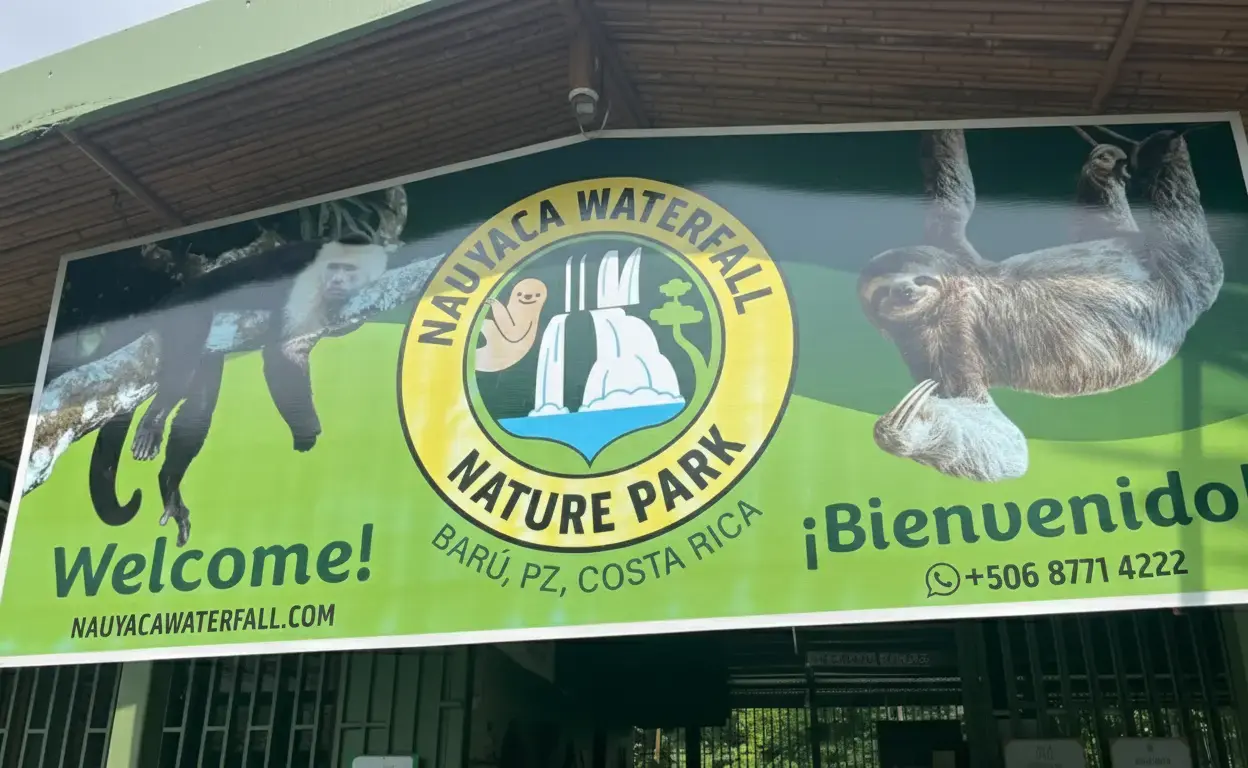 NAUYACA WATERFALL
NATURE PARK
BARÚ, PZ, COSTA RICA
Welcome!
NAUYACAWATERFALL.COM
¡Bienvenido!
+506 8771 4222